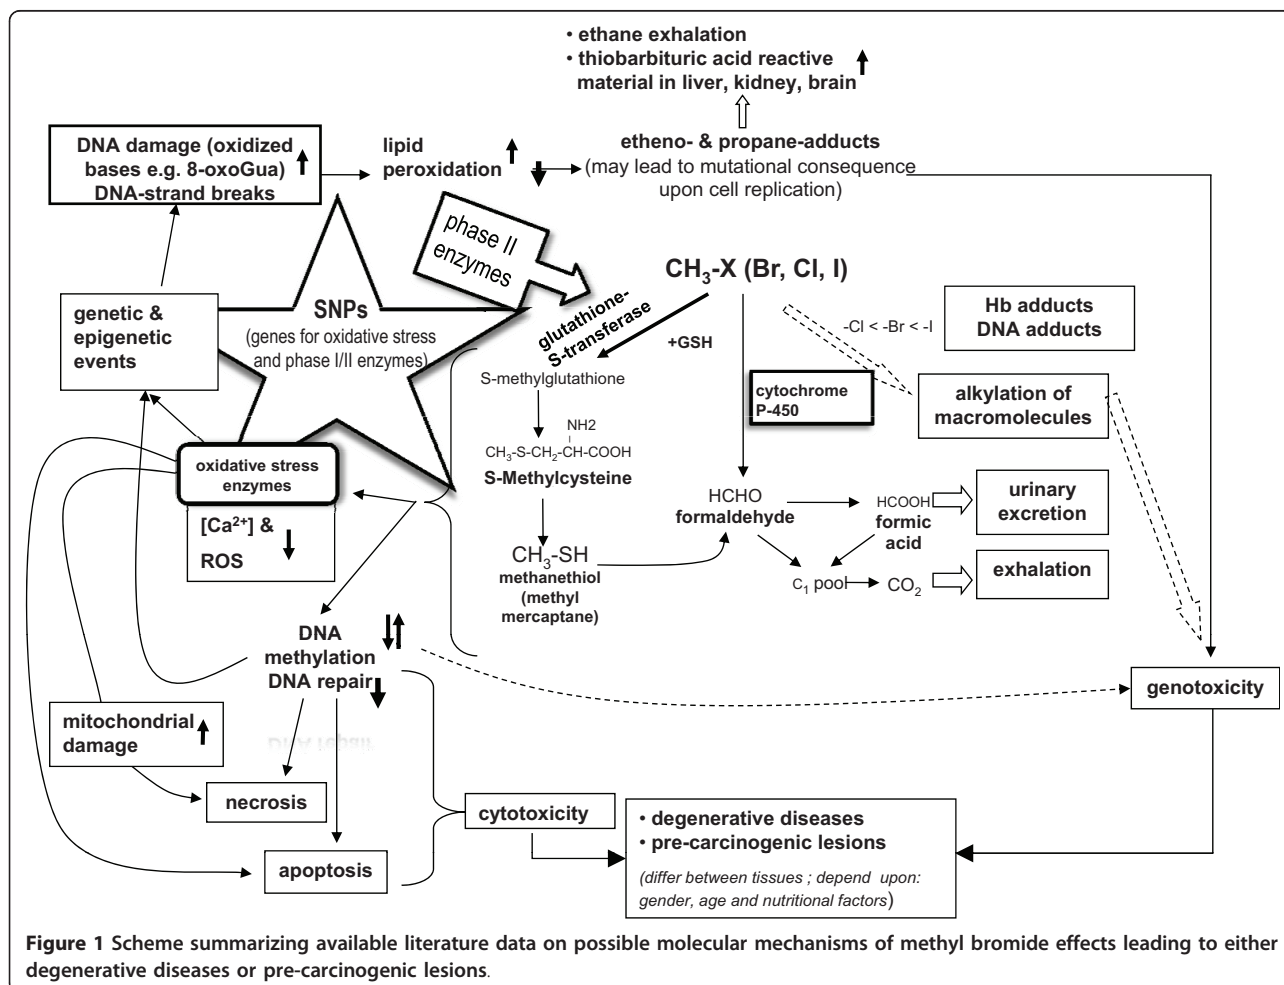 • ethane exhalation
• thiobarbituric acid reactive
material in liver, kidney, brain
DNA damage (oxidized
bases e.g. 8-oxoGua)
DNA-strand breaks
lipid
peroxidation
etheno- & propane-adducts
(may lead to mutational consequence
upon cell replication)
phase II
enzymes
CH₃-X (Br, Cl, I)
genetic &
epigenetic
events
SNPs
(genes for oxidative stress
and phase I/II enzymes)
glutathione-
S-transferase
+GSH
-Cl < -Br < -I
Hb adducts
DNA adducts
S-methylglutathione
cytochrome
P-450
alkylation of
macromolecules
NH2
CH₃-S-CH₂-CH-COOH
S-Methylcysteine
oxidative stress
enzymes
[Ca²⁺] &
ROS
HCHO
formaldehyde
HCOOH
formic
acid
urinary
excretion
CH₃-SH
methanethiol
(methyl
mercaptane)
C₁ pool
CO₂
exhalation
DNA
methylation
DNA repair
DNA repair
genotoxicity
mitochondrial
damage
necrosis
cytotoxicity
apoptosis
• degenerative diseases
• pre-carcinogenic lesions
(differ between tissues ; depend upon:
gender, age and nutritional factors)
Figure 1 Scheme summarizing available literature data on possible molecular mechanisms of methyl bromide effects leading to either
degenerative diseases or pre-carcinogenic lesions.